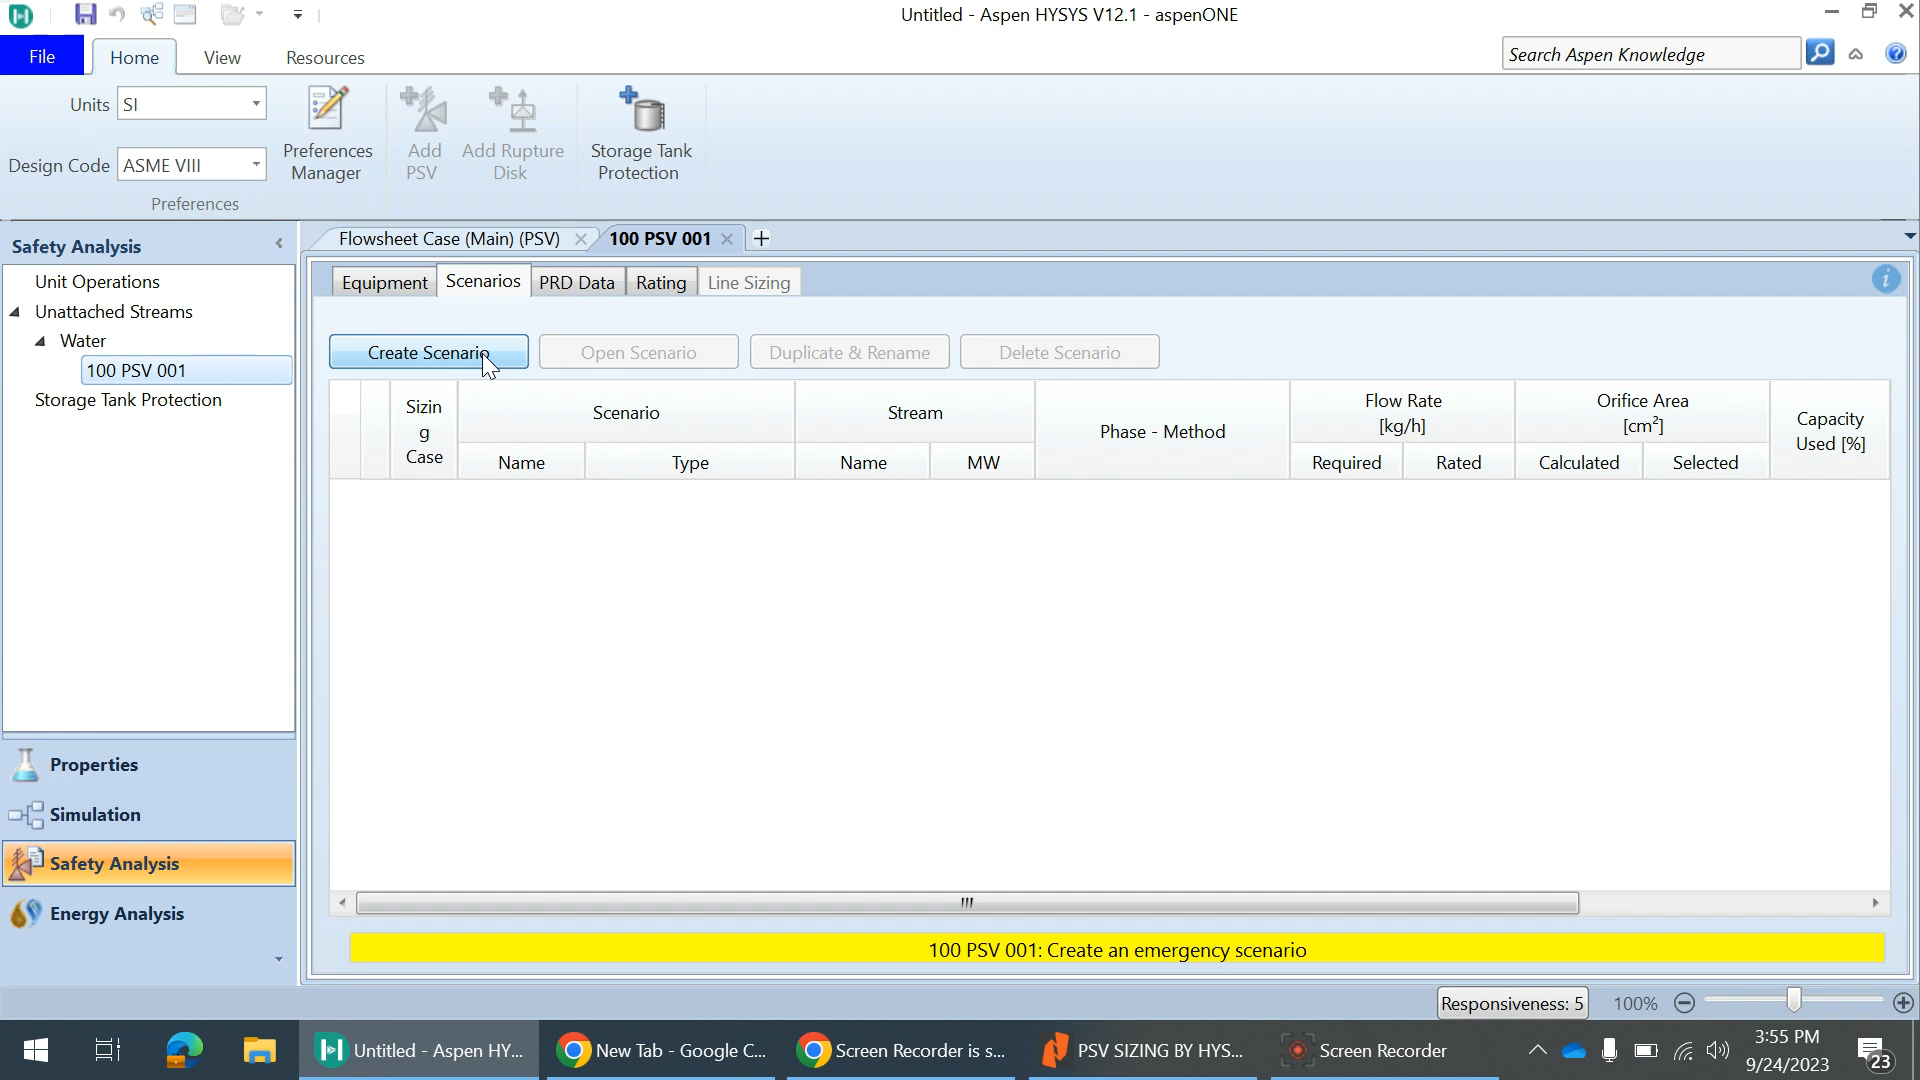 Untitled - Aspen HYSYS V12.1 - aspenONE
File
Home
View
Resources
Search Aspen Knowledge
Units
SI
Design Code
ASME VIII
Preferences
Manager
Add
PSV
Add Rupture
Disk
Storage Tank
Protection
Preferences
Safety Analysis
Flowsheet Case (Main) (PSV)
100 PSV 001
Unit Operations
Unattached Streams
Water
100 PSV 001
Storage Tank Protection
Equipment
Scenarios
PRD Data
Rating
Line Sizing
Create Scenario
Open Scenario
Duplicate & Rename
Delete Scenario
Sizin
g
Case
Scenario
Name
Type
Stream
Name
MW
Phase - Method
Flow Rate
[kg/h]
Required
Rated
Orifice Area
[cm²]
Calculated
Selected
Capacity
Used [%]
Properties
Simulation
Safety Analysis
Energy Analysis
100 PSV 001: Create an emergency scenario
Responsiveness: 5
100%
Untitled - Aspen HY...
New Tab - Google C...
Screen Recorder is s...
PSV SIZING BY HYS...
Screen Recorder
3:55 PM
9/24/2023
23